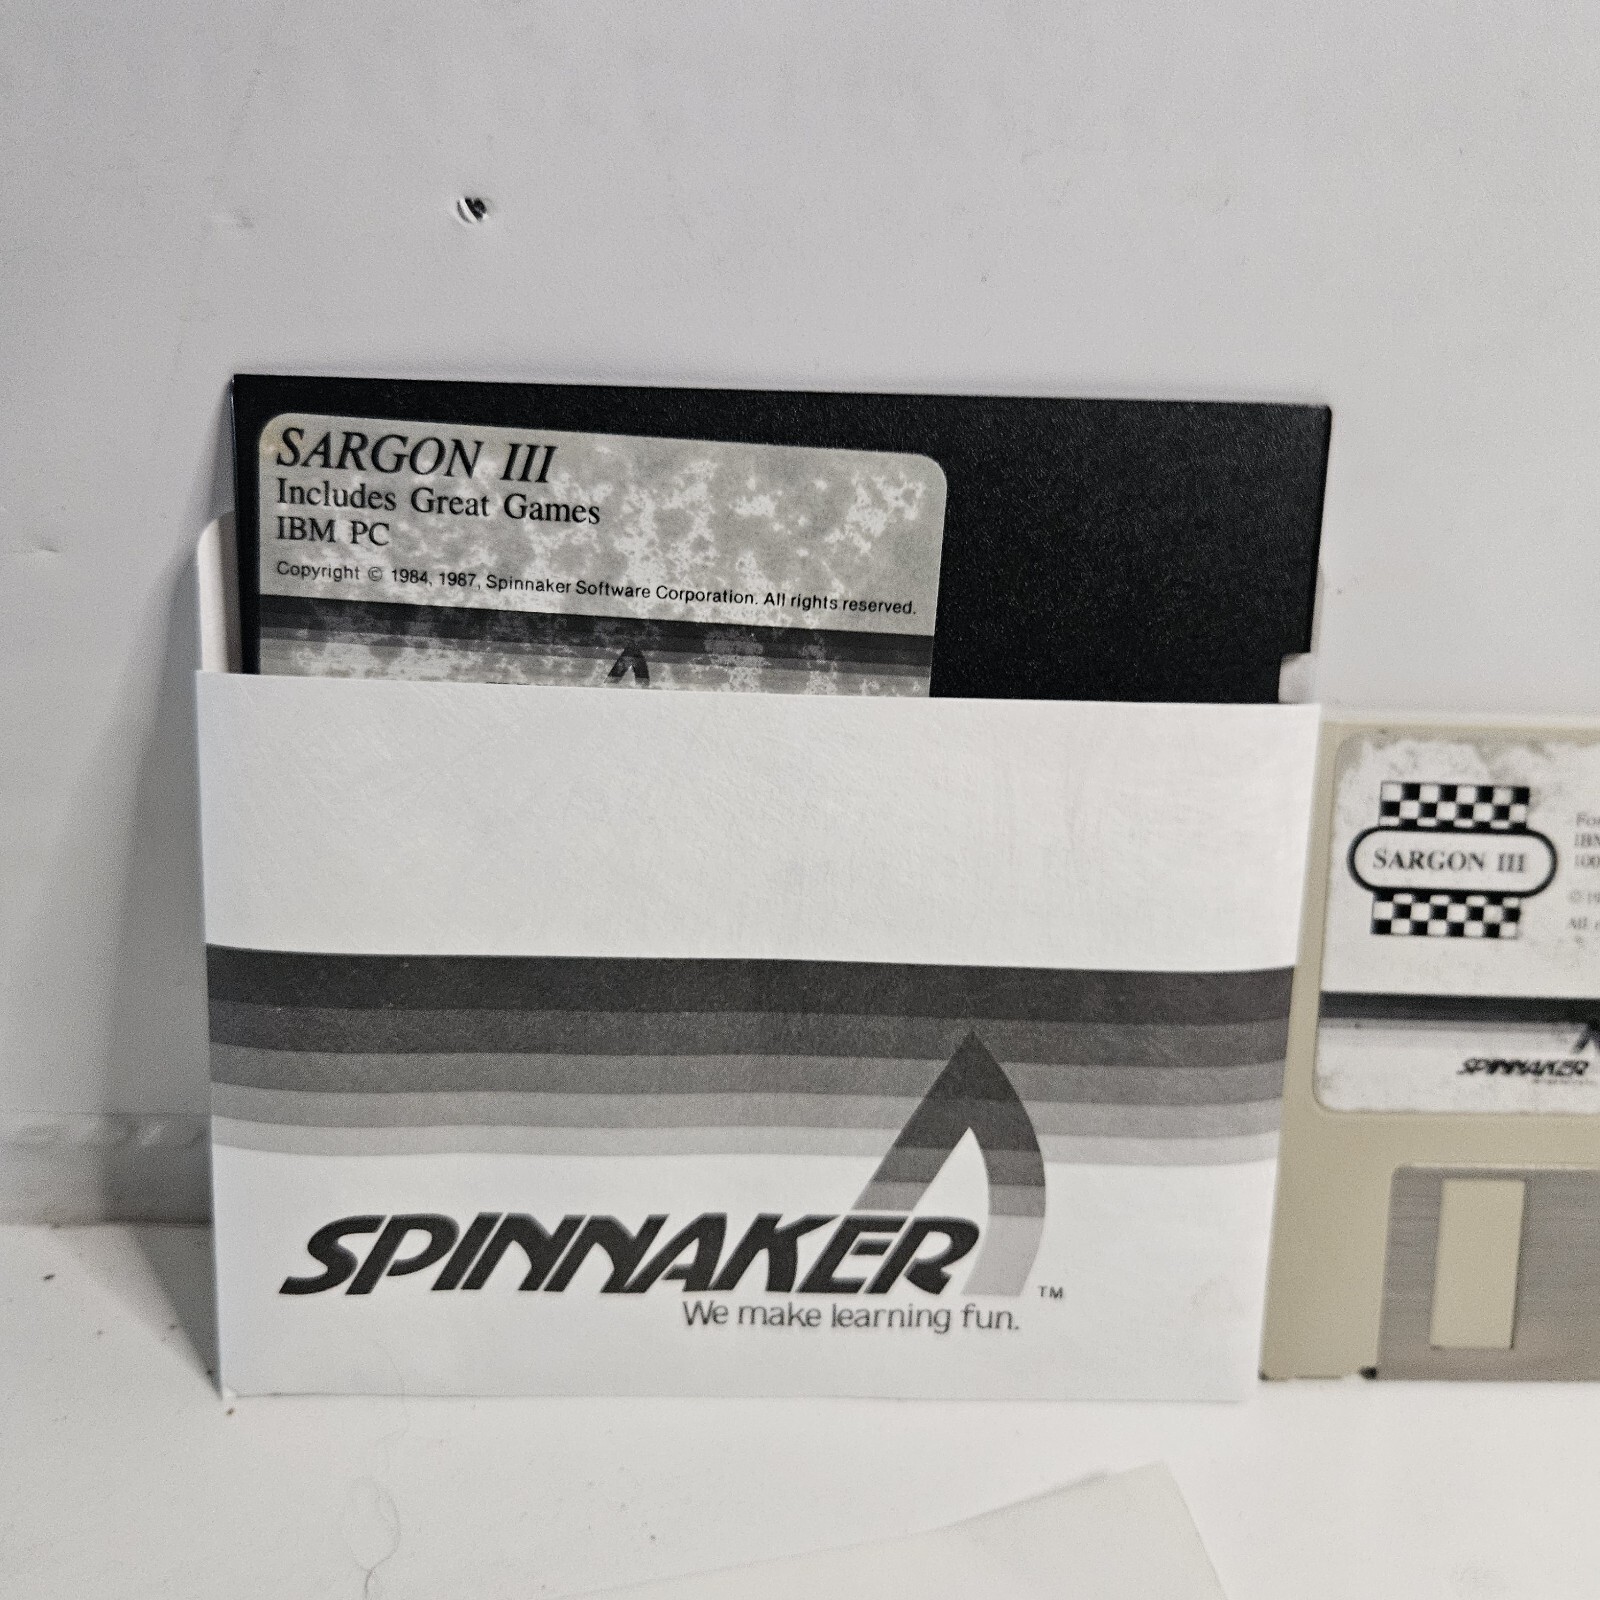 SARGON III
Includes Great Games
IBM PC
Copyright © 1984, 1987, Spinnaker Software Corporation. All rights reserved.
SPINNAKER
TM
We make learning fun.
SARGON III
SPINNAKER